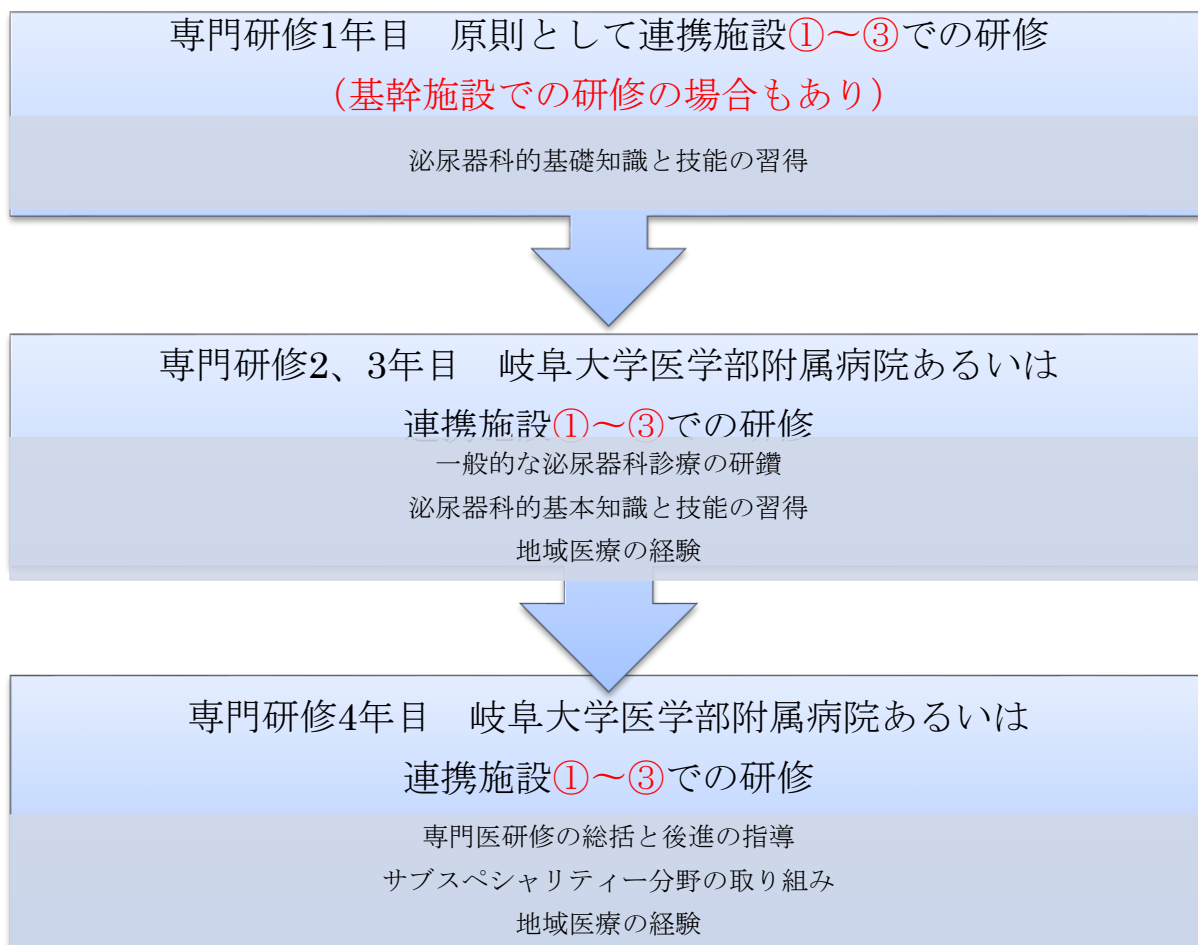 専門研修1年目　原則として連携施設①～③での研修
（基幹施設での研修の場合もあり）
泌尿器科的基礎知識と技能の習得
専門研修2、3年目　岐阜大学医学部附属病院あるいは
連携施設①～③での研修
一般的な泌尿器科診療の研鑽
泌尿器科的基本知識と技能の習得
地域医療の経験
専門研修4年目　岐阜大学医学部附属病院あるいは
連携施設①～③での研修
専門医研修の総括と後進の指導
サブスペシャリティー分野の取り組み
地域医療の経験